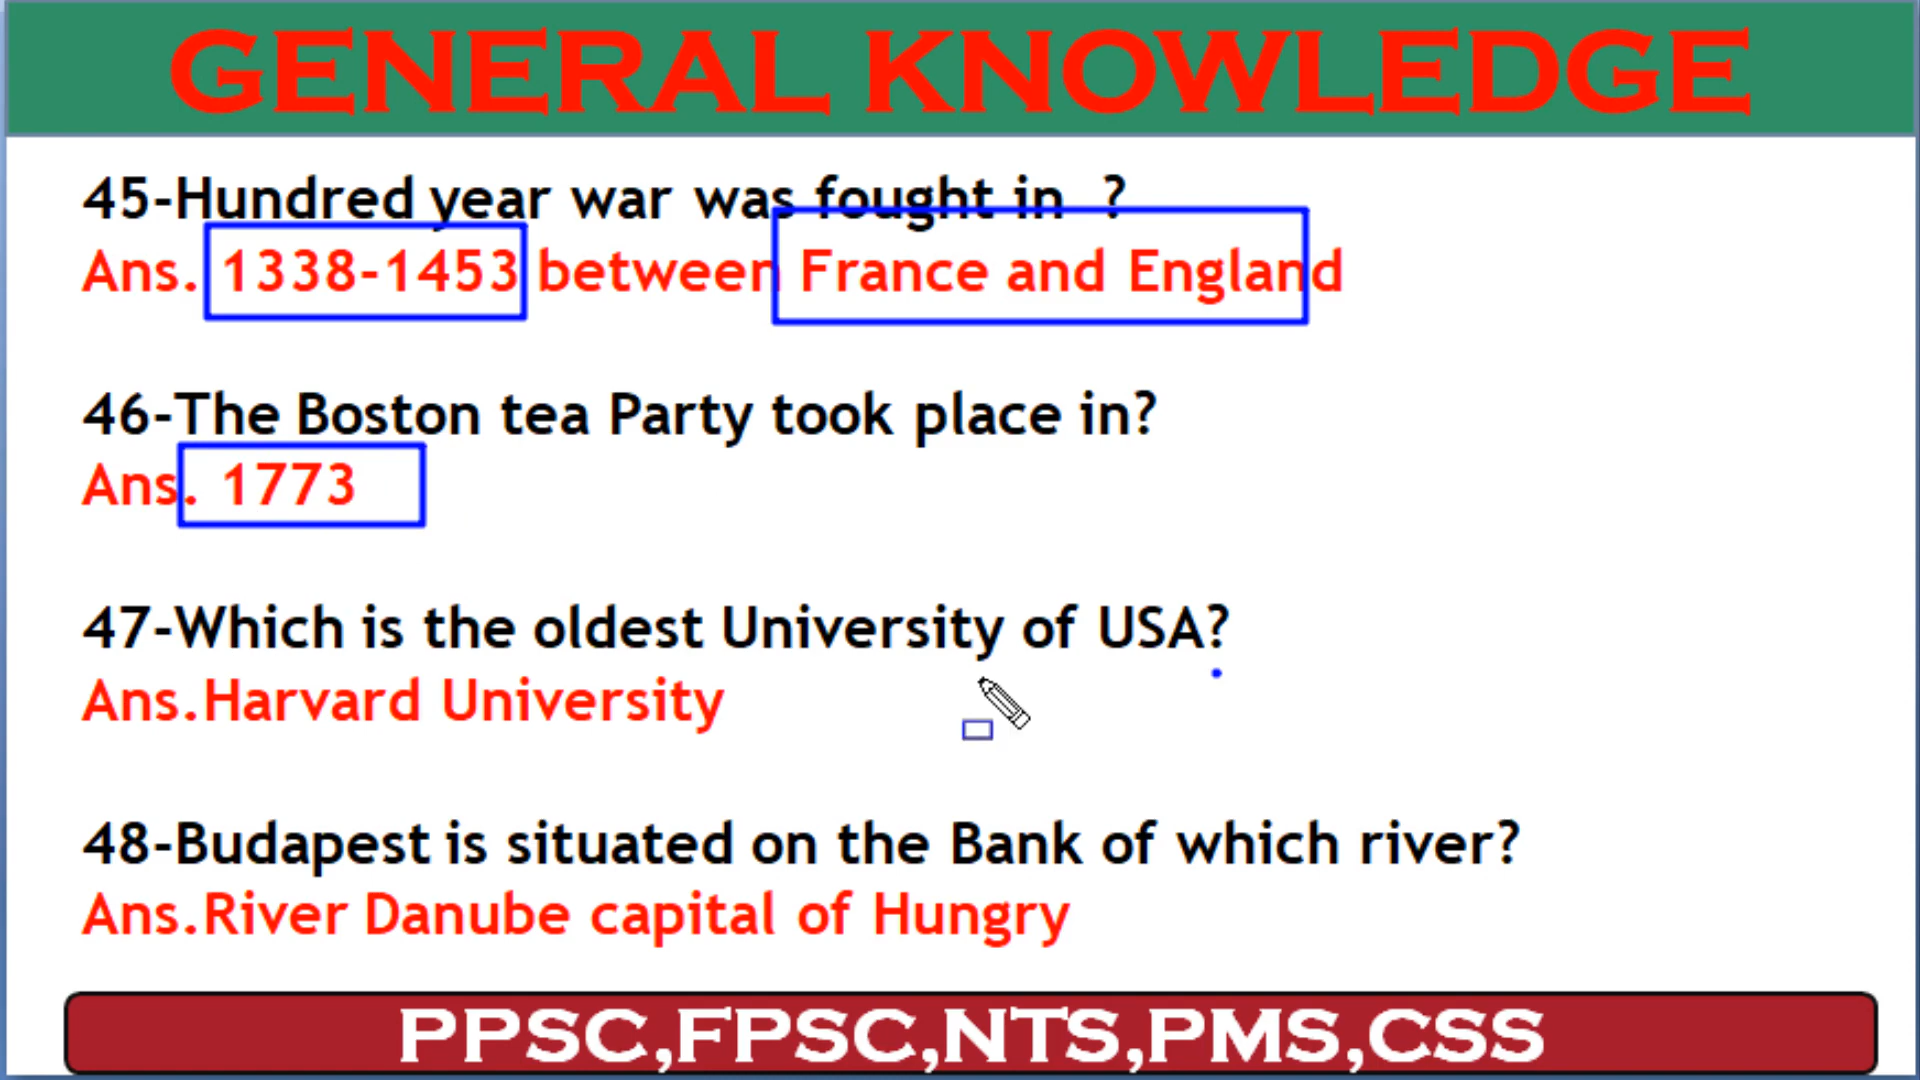 GENERAL KNOWLEDGE
45-Hundred year war was fought in ?
Ans. 1338-1453 between France and England
46-The Boston tea Party took place in?
Ans. 1773
47-Which is the oldest University of USA?
Ans.Harvard University
48-Budapest is situated on the Bank of which river?
Ans.River Danube capital of Hungry
PPSC,FPSC,NTS,PMS,CSS